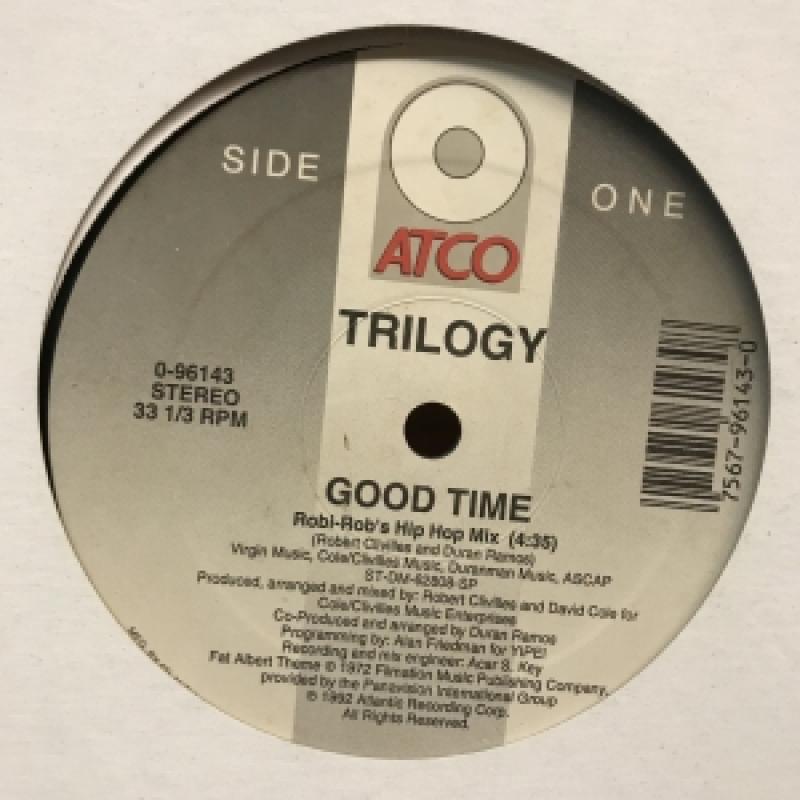 SIDE
ONE
ATCO
TRILOGY
0-96143
STEREO
33 1/3 RPM
7567-96143-0
GOOD TIME
Robi-Rob's Hip Hop Mix (4:35)
(Robert Clivilles and Duran Ramos)
Virgin Music, Cole/Clivilles Music, Duranman Music, ASCAP
ST-DM-62808-SP
Produced, arranged and mixed by: Robert Clivilles and David Cole for
Cole/Clivilles Music Enterprises
Co-Produced and arranged by Duran Ramos
Programming by: Alan Friedman for YIPE!
Recording and mix engineer: Acar S. Key
Fat Albert Theme © 1972 Filmation Music Publishing Company,
provided by the Panavision International Group
℗ 1992 Atlantic Recording Corp.
All Rights Reserved.